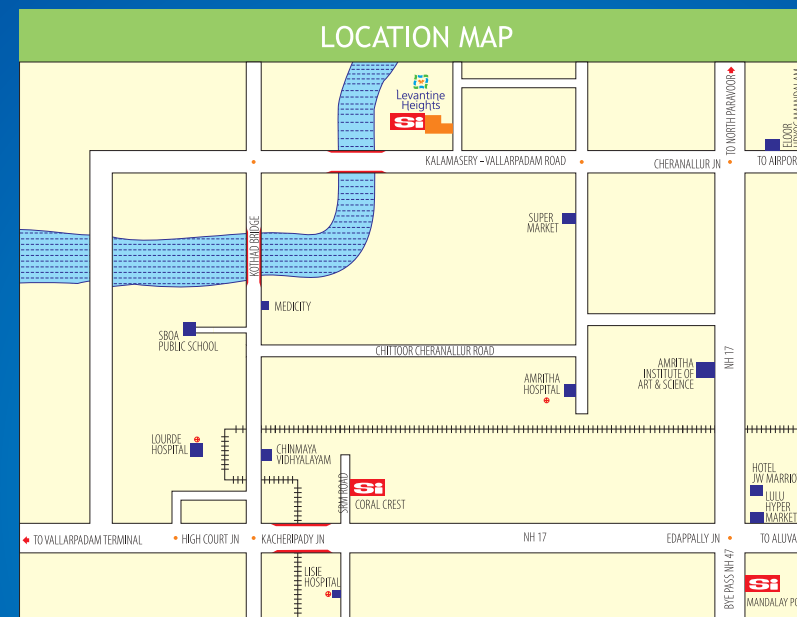 LOCATION MAP
Levantine
Heights
Si
TO NORTH PARAVOOR
KALAMASERY – VALLARPADAM ROAD
CHERANALLUR JN
TO AIRPOR
SUPER
MARKET
KOTHAD BRIDGE
MEDICITY
SBOA
PUBLIC SCHOOL
CHITTOOR CHERANALLUR ROAD
NH 17
AMRITHA
INSTITUTE OF
ART & SCIENCE
AMRITHA
HOSPITAL
LOURDE
HOSPITAL
CHINMAYA
VIDHYALAYAM
SRM ROAD
Si
CORAL CREST
HOTEL
JW MARRIO
LULU
HYPER
MARKET
TO VALLARPADAM TERMINAL
HIGH COURT JN
KACHERIPADY JN
NH 17
EDAPPALLY JN
TO ALUVA
LISIE
HOSPITAL
BYE PASS NH 47
Si
MANDALAY PO